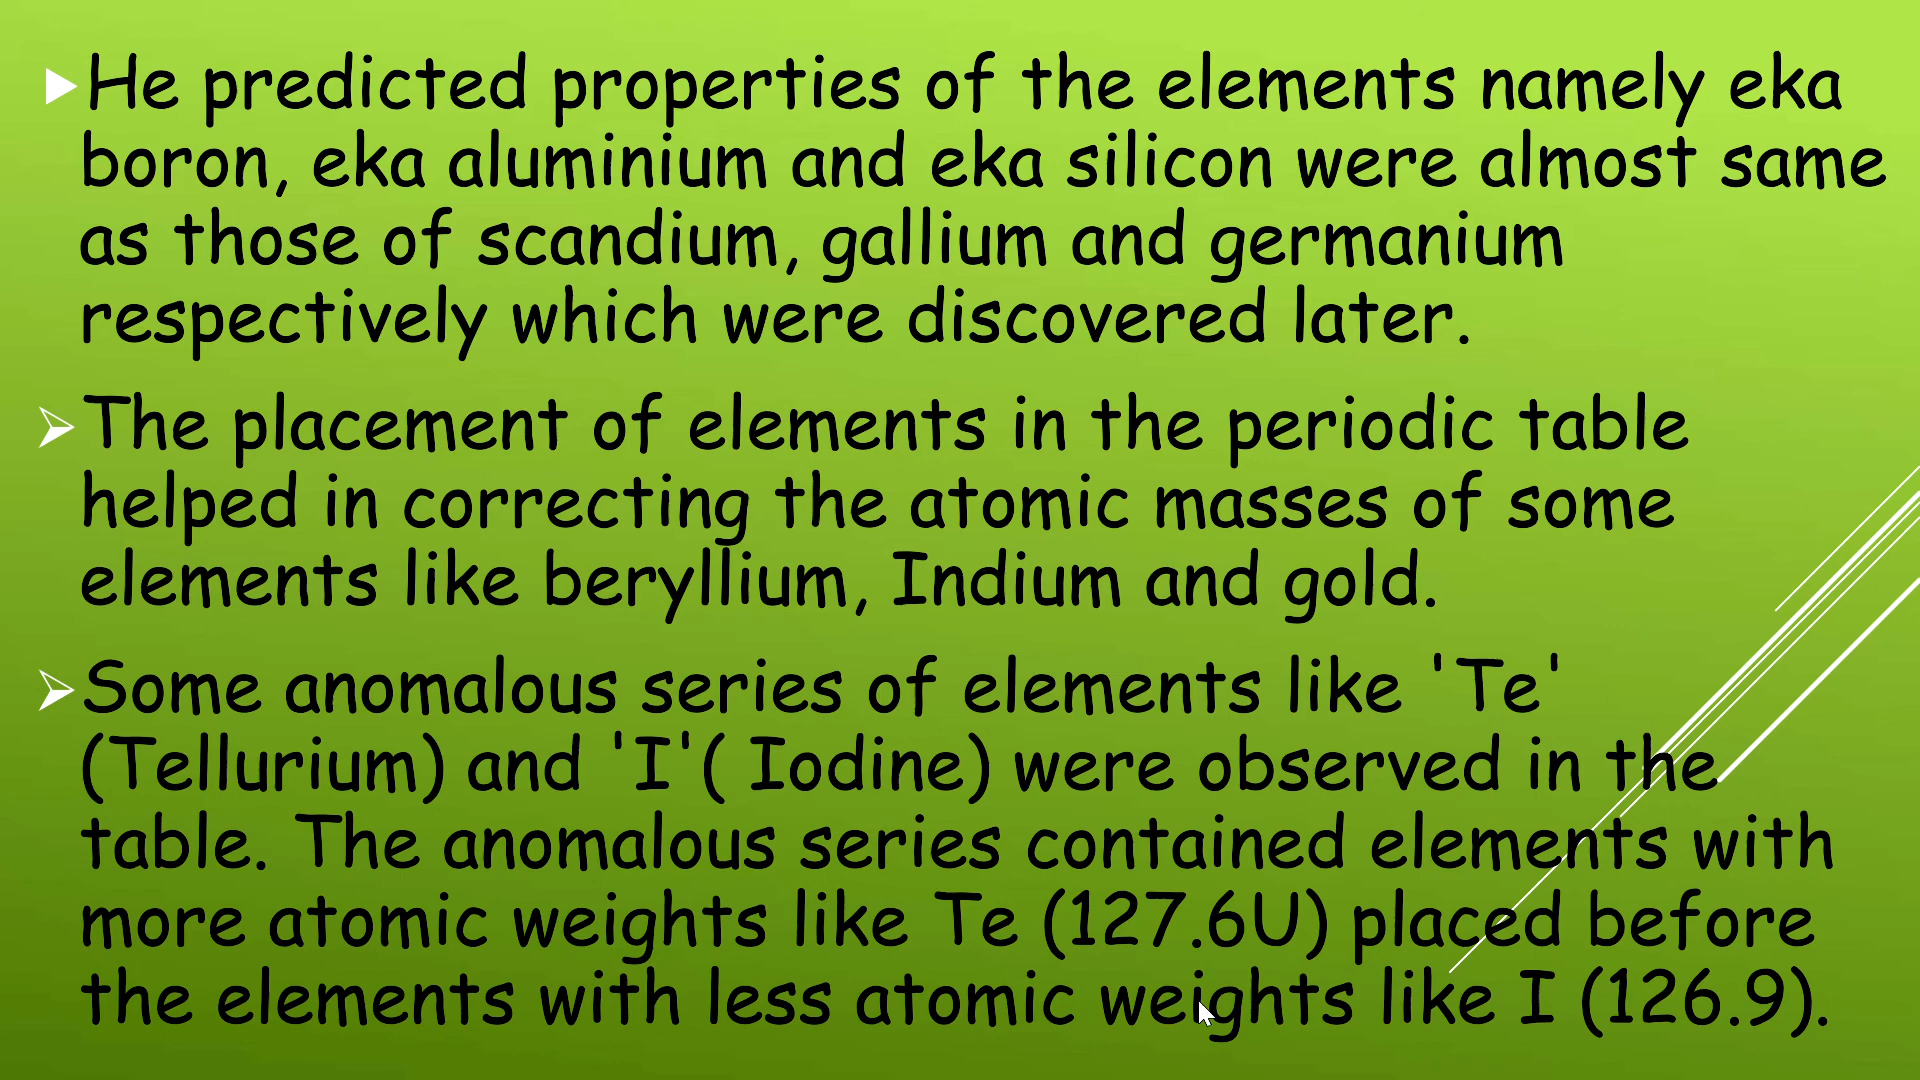 He predicted properties of the elements namely eka
boron, eka aluminium and eka silicon were almost same
as those of scandium, gallium and germanium
respectively which were discovered later.
The placement of elements in the periodic table
helped in correcting the atomic masses of some
elements like beryllium, Indium and gold.
Some anomalous series of elements like 'Te'
(Tellurium) and 'I'( Iodine) were observed in the
table. The anomalous series contained elements with
more atomic weights like Te (127.6U) placed before
the elements with less atomic weights like I (126.9).